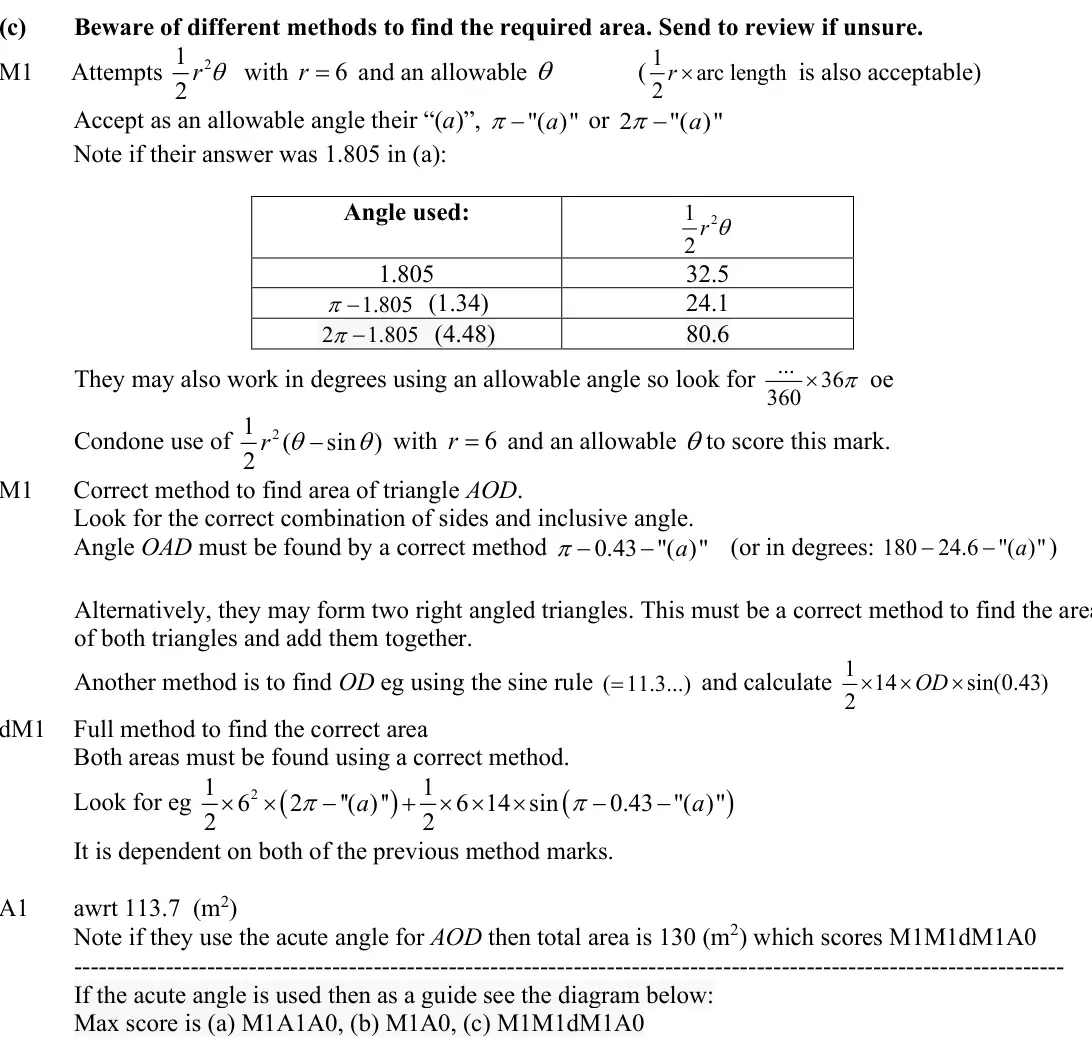 (c) Beware of different methods to find the required area. Send to review if unsure.
M1 Attempts 1/2 r²θ with r = 6 and an allowable θ (1/2 r × arc length is also acceptable)
Accept as an allowable angle their “(a)”, π − "(a)" or 2π − "(a)"
Note if their answer was 1.805 in (a):
Angle used: 1/2 r²θ
1.805 32.5
π − 1.805 (1.34) 24.1
2π − 1.805 (4.48) 80.6
They may also work in degrees using an allowable angle so look for .../360 × 36π oe
Condone use of 1/2 r²(θ − sin θ) with r = 6 and an allowable θ to score this mark.
M1 Correct method to find area of triangle AOD.
Look for the correct combination of sides and inclusive angle.
Angle OAD must be found by a correct method π − 0.43 − "(a)" (or in degrees: 180 − 24.6 − "(a)")
Alternatively, they may form two right angled triangles. This must be a correct method to find the area
of both triangles and add them together.
Another method is to find OD eg using the sine rule (= 11.3...) and calculate 1/2 × 14 × OD × sin(0.43)
dM1 Full method to find the correct area
Both areas must be found using a correct method.
Look for eg 1/2 × 6² × (2π − "(a)") + 1/2 × 6 × 14 × sin(π − 0.43 − "(a)")
It is dependent on both of the previous method marks.
A1 awrt 113.7 (m²)
Note if they use the acute angle for AOD then total area is 130 (m²) which scores M1M1dM1A0
If the acute angle is used then as a guide see the diagram below:
Max score is (a) M1A1A0, (b) M1A0, (c) M1M1dM1A0